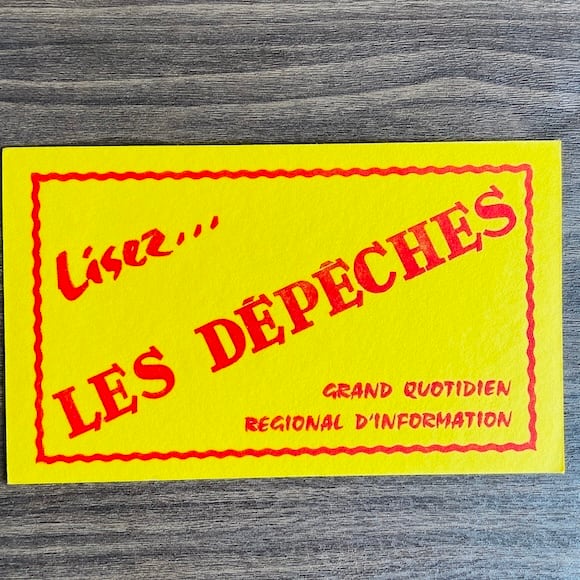 Lisez...
LES DÉPÊCHES
GRAND QUOTIDIEN
REGIONAL D'INFORMATION